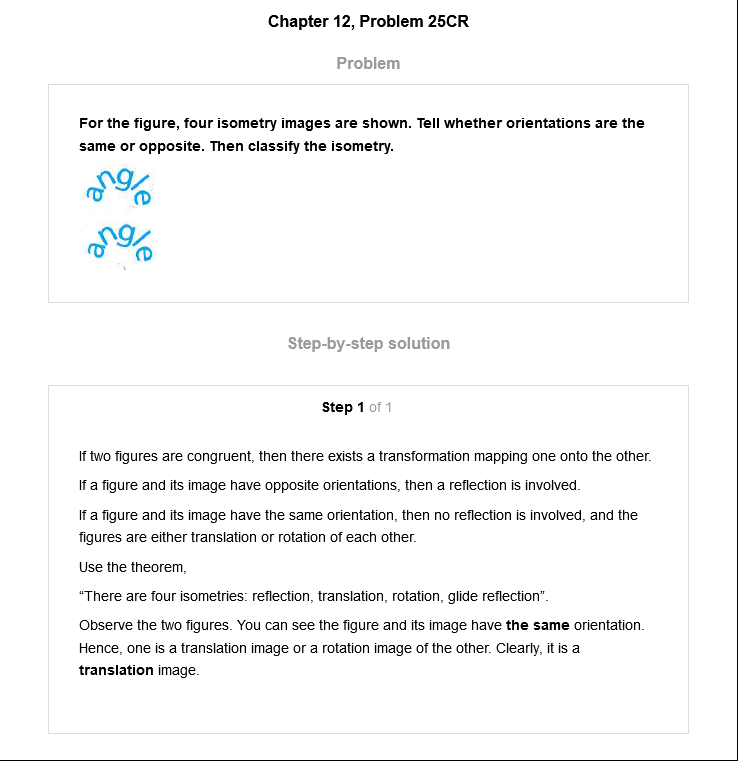 Chapter 12, Problem 25CR
Problem
For the figure, four isometry images are shown. Tell whether orientations are the
same or opposite. Then classify the isometry.
angle
angle
Step-by-step solution
Step 1 of 1
If two figures are congruent, then there exists a transformation mapping one onto the other.
If a figure and its image have opposite orientations, then a reflection is involved.
If a figure and its image have the same orientation, then no reflection is involved, and the
figures are either translation or rotation of each other.
Use the theorem,
“There are four isometries: reflection, translation, rotation, glide reflection”.
Observe the two figures. You can see the figure and its image have the same orientation.
Hence, one is a translation image or a rotation image of the other. Clearly, it is a
translation image.